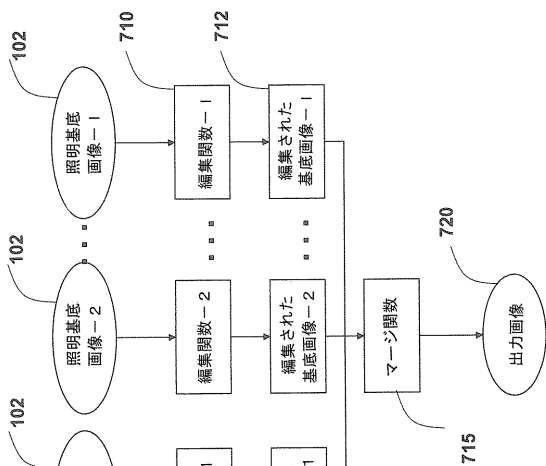 102
102
102
照明基底
画像－2
照明基底
画像－I
710
1
編集関数－2
編集関数－I
712
1
編集された
基底画像－2
編集された
基底画像－I
マージ関数
715
出力画像
720